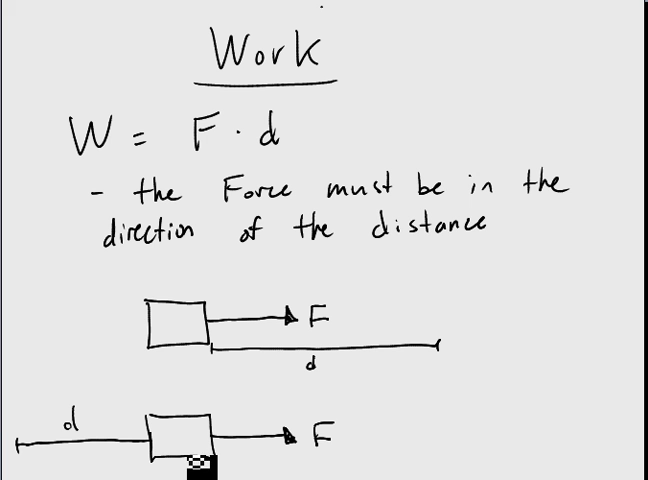 Work
W = F · d
- the Force must be in the
direction of the distance
F
d
d
F